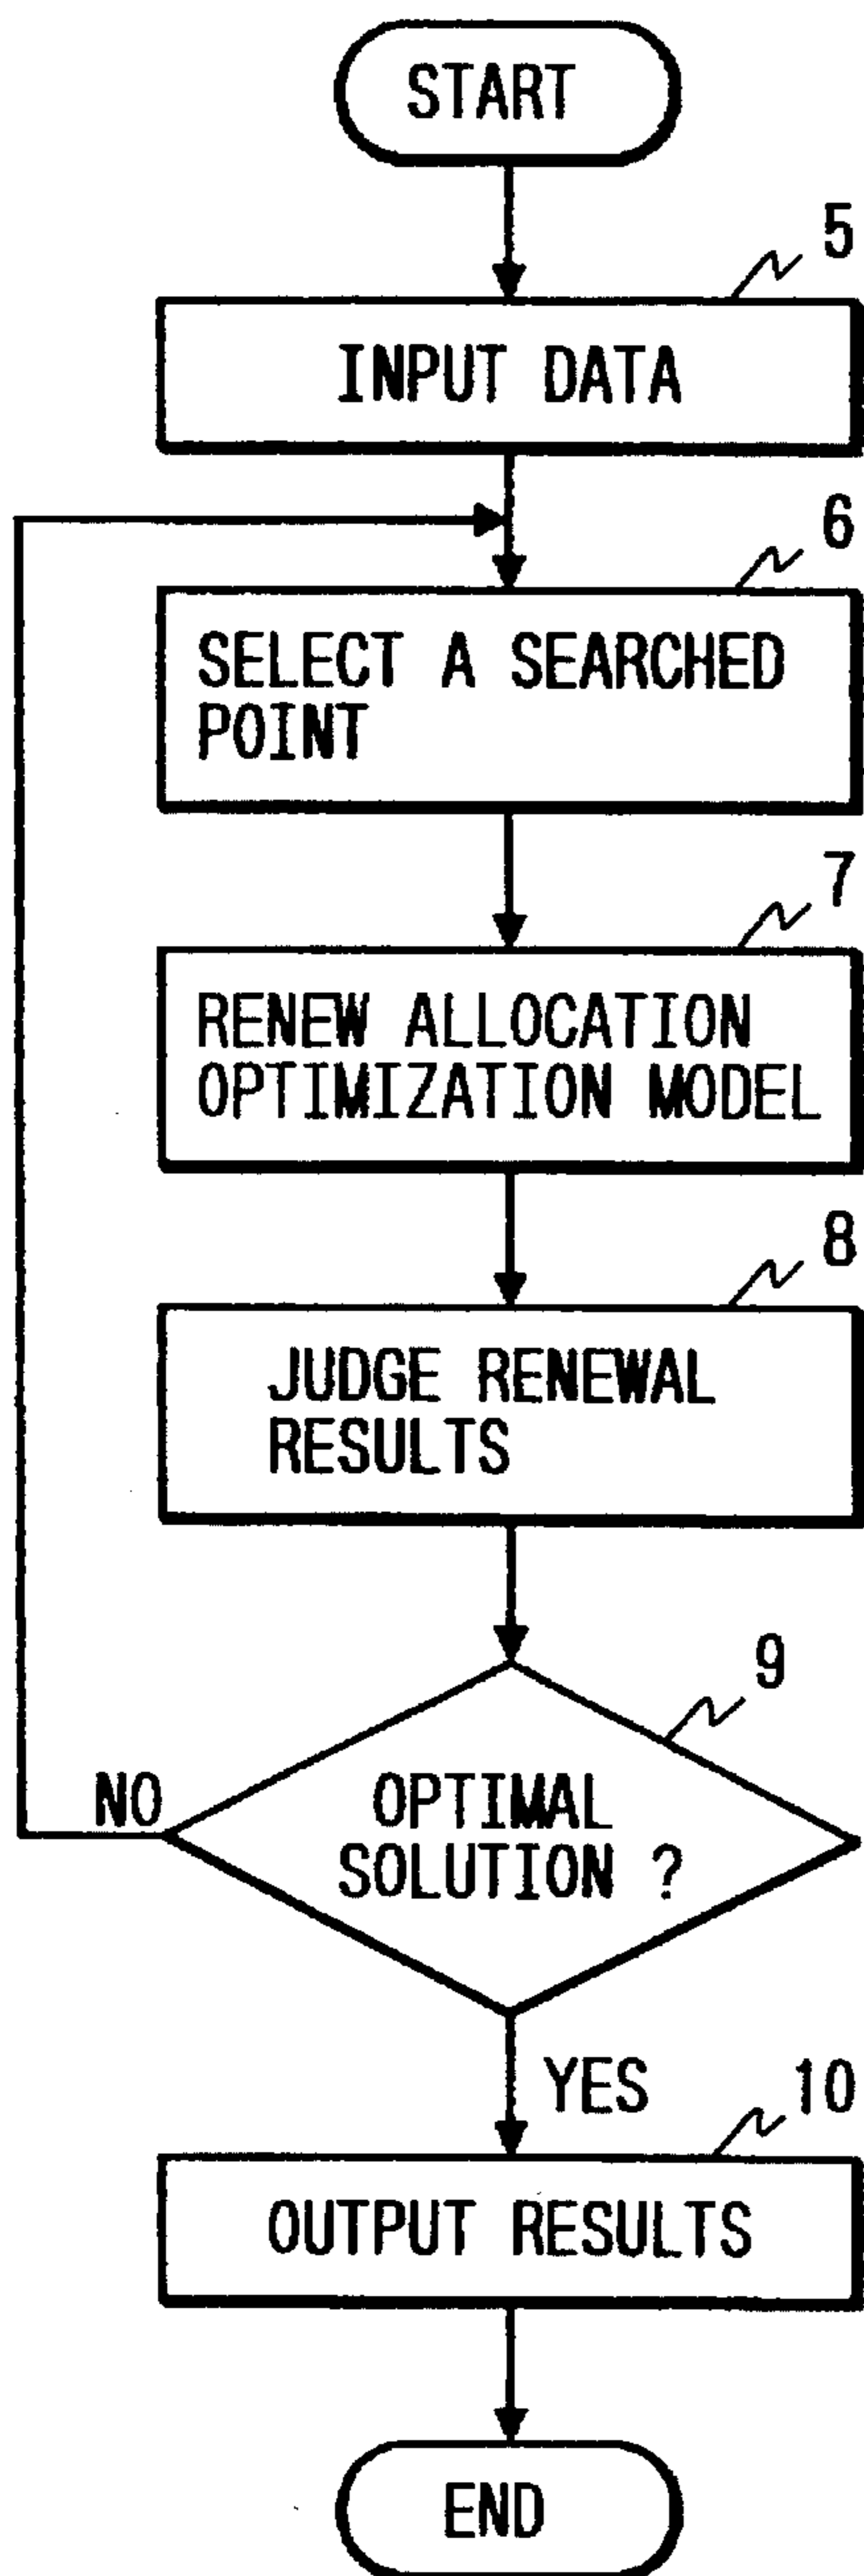 START
5
INPUT DATA
6
SELECT A SEARCHED
POINT
7
RENEW ALLOCATION
OPTIMIZATION MODEL
8
JUDGE RENEWAL
RESULTS
9
NO
OPTIMAL
SOLUTION ?
YES
10
OUTPUT RESULTS
END